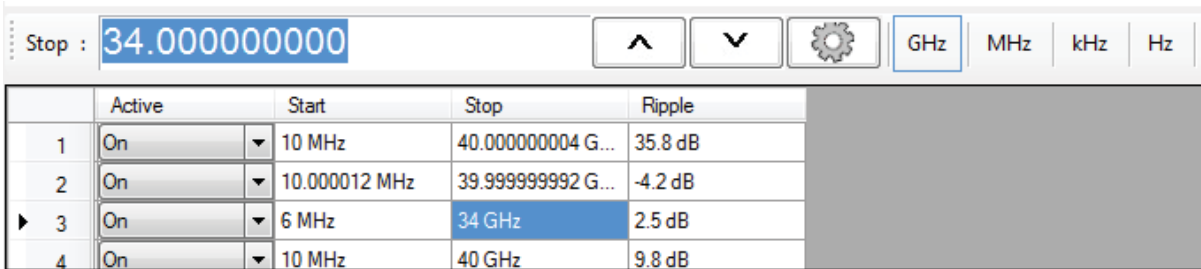 Stop : 34.000000000 GHz MHz kHz Hz
Active Start Stop Ripple
1 On 10 MHz 40.000000004 G... 35.8 dB
2 On 10.000012 MHz 39.999999992 G... -4.2 dB
3 On 6 MHz 34 GHz 2.5 dB
4 On 10 MHz 40 GHz 9.8 dB